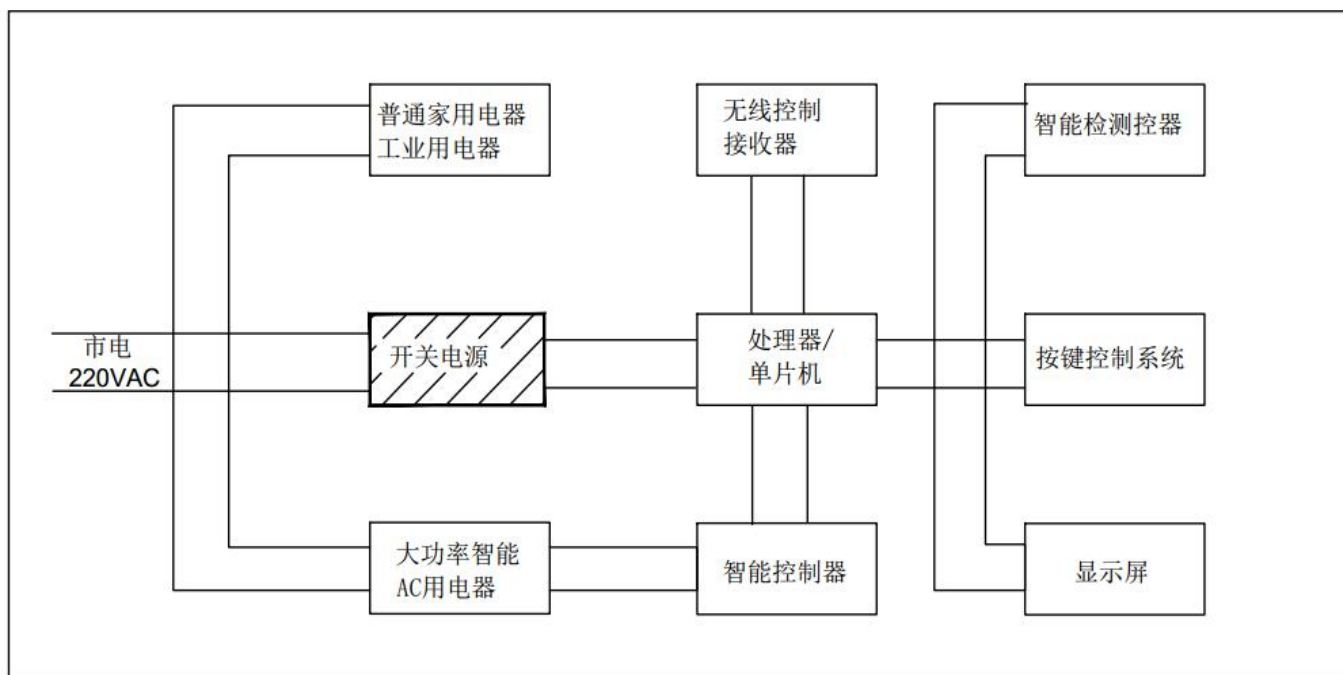 普通家用电器
工业用电器
无线控制
接收器
智能检测控器
市电
220VAC
开关电源
处理器/
单片机
按键控制系统
大功率智能
AC用电器
智能控制器
显示屏